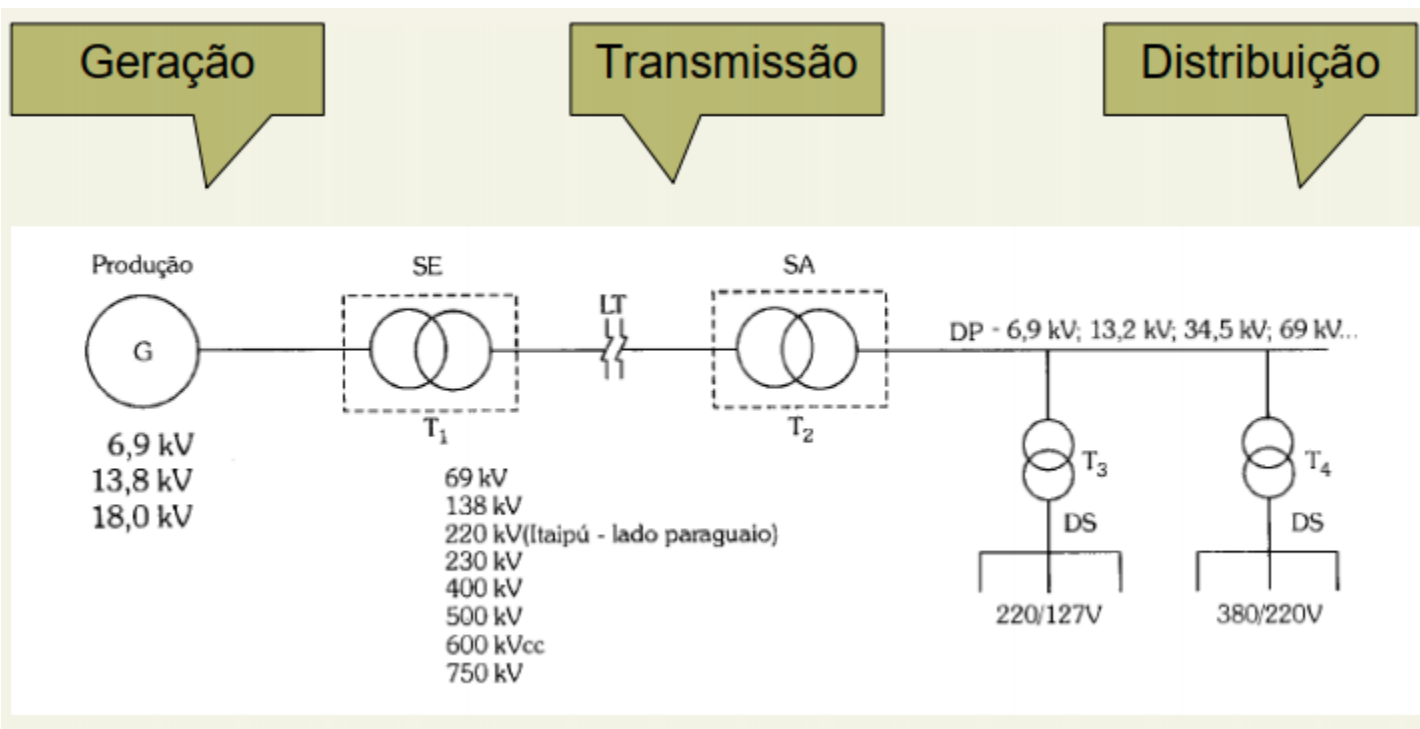 Geração
Transmissão
Distribuição
Produção
SE
SA
LT
DP - 6,9 kV; 13,2 kV; 34,5 kV; 69 kV...
G
T₁
T₂
6,9 kV
13,8 kV
18,0 kV
69 kV
138 kV
220 kV(Itaipú - lado paraguaio)
230 kV
400 kV
500 kV
600 kVcc
750 kV
T₃
T₄
DS
DS
220/127V
380/220V